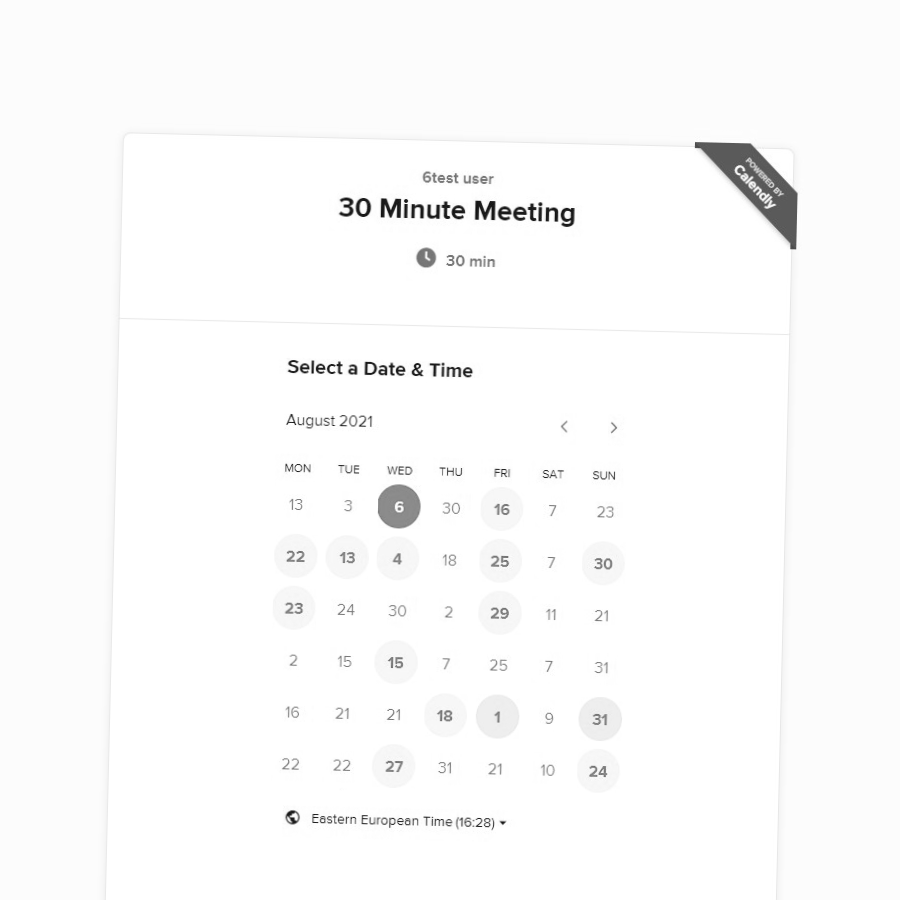 POWERED BY
Calendly
6test user
30 Minute Meeting
30 min
Select a Date & Time
August 2021
MON TUE WED THU FRI SAT SUN
13 3 6 30 16 7 23
22 13 4 18 25 7 30
23 24 30 2 29 11 21
2 15 15 7 25 7 31
16 21 21 18 1 9 31
22 22 27 31 21 10 24
Eastern European Time (16:28)